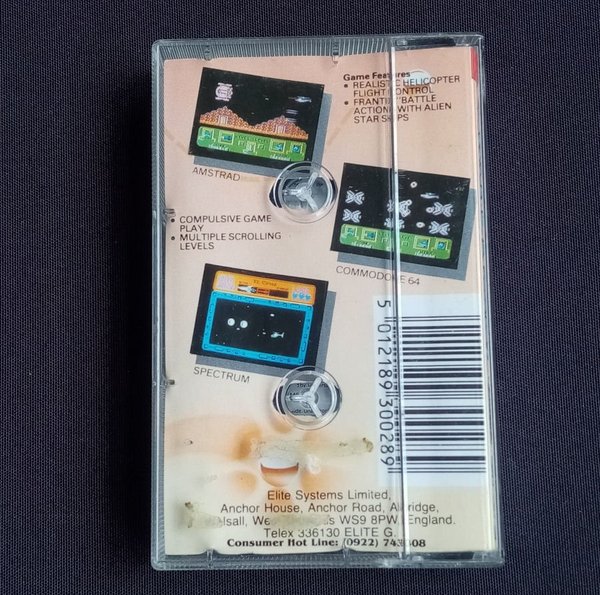 Game Features
• REALISTIC HELICOPTER
FLIGHT CONTROL
• FRANTIC BATTLE
ACTION WITH ALIEN
STAR SHIPS
AMSTRAD
• COMPULSIVE GAME
PLAY
• MULTIPLE SCROLLING
LEVELS
COMMODORE 64
SPECTRUM
5 012189 300289
Elite Systems Limited,
Anchor House, Anchor Road, Aldridge,
WS9 8PW, England.
Telex 336130 ELITE G
Consumer Hot Line: (0922)